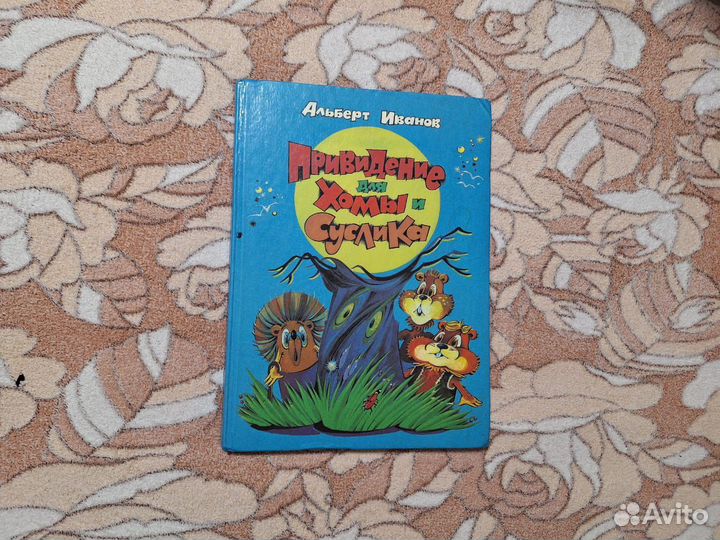 Альберт Иванов
Привидение
для
Хомы и
Суслика
Avito